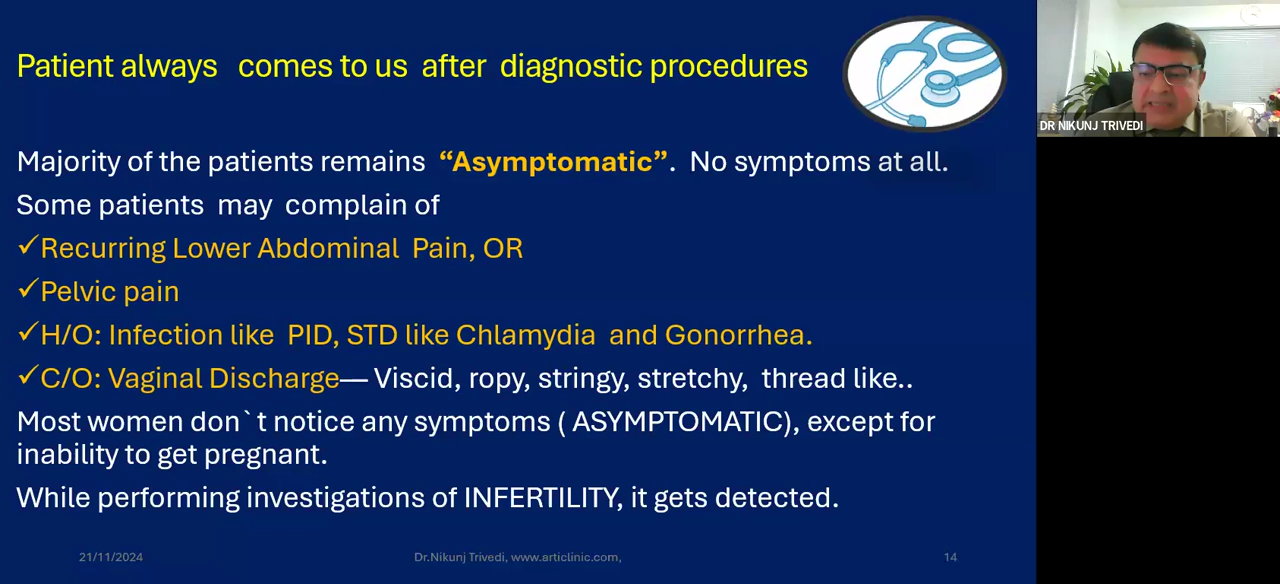 Patient always comes to us after diagnostic procedures
DR NIKUNJ TRIVEDI
Majority of the patients remains “Asymptomatic”. No symptoms at all.
Some patients may complain of
✓Recurring Lower Abdominal Pain, OR
✓Pelvic pain
✓H/O: Infection like PID, STD like Chlamydia and Gonorrhea.
✓C/O: Vaginal Discharge— Viscid, ropy, stringy, stretchy, thread like..
Most women don`t notice any symptoms ( ASYMPTOMATIC), except for
inability to get pregnant.
While performing investigations of INFERTILITY, it gets detected.
21/11/2024
Dr.Nikunj Trivedi, www.articlinic.com,
14